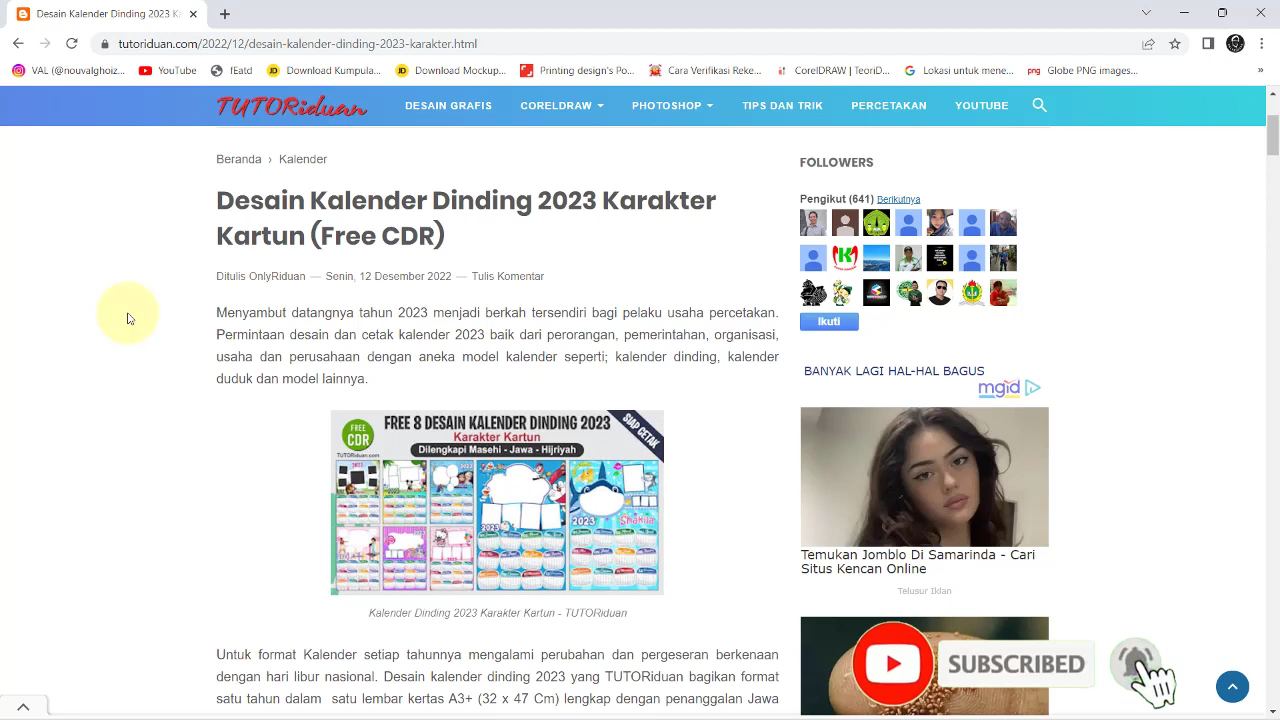 Desain Kalender Dinding 2023 K
tutoriduan.com/2022/12/desain-kalender-dinding-2023-karakter.html
VAL (@nouvalghoiz...
YouTube
fEatd
Download Kumpula...
Download Mockup...
Printing design's Po...
Cara Verifikasi Reke...
CorelDRAW | TeoriD...
Lokasi untuk mene...
Globe PNG images...
TUTORiduan
DESAIN GRAFIS
CORELDRAW
PHOTOSHOP
TIPS DAN TRIK
PERCETAKAN
YOUTUBE
Beranda › Kalender
Desain Kalender Dinding 2023 Karakter
Kartun (Free CDR)
Ditulis OnlyRiduan — Senin, 12 Desember 2022 — Tulis Komentar
Menyambut datangnya tahun 2023 menjadi berkah tersendiri bagi pelaku usaha percetakan.
Permintaan desain dan cetak kalender 2023 baik dari perorangan, pemerintahan, organisasi,
usaha dan perusahaan dengan aneka model kalender seperti; kalender dinding, kalender
duduk dan model lainnya.
FREE CDR
TUTORiduan.com
FREE 8 DESAIN KALENDER DINDING 2023
Karakter Kartun
Dilengkapi Masehi - Jawa - Hijriyah
SIAP CETAK
2023
2023
Shakila
Kalender Dinding 2023 Karakter Kartun - TUTORiduan
Untuk format Kalender setiap tahunnya mengalami perubahan dan pergeseran berkenaan
dengan hari libur nasional. Desain kalender dinding 2023 yang TUTORiduan bagikan format
satu tahun dalam satu lembar kertas A3+ (32 x 47 Cm) lengkap dengan penanggalan Jawa
FOLLOWERS
Pengikut (641) Berikutnya
Ikuti
BANYAK LAGI HAL-HAL BAGUS
mgid
Temukan Jomblo Di Samarinda - Cari
Situs Kencan Online
Telusur Iklan
SUBSCRIBED